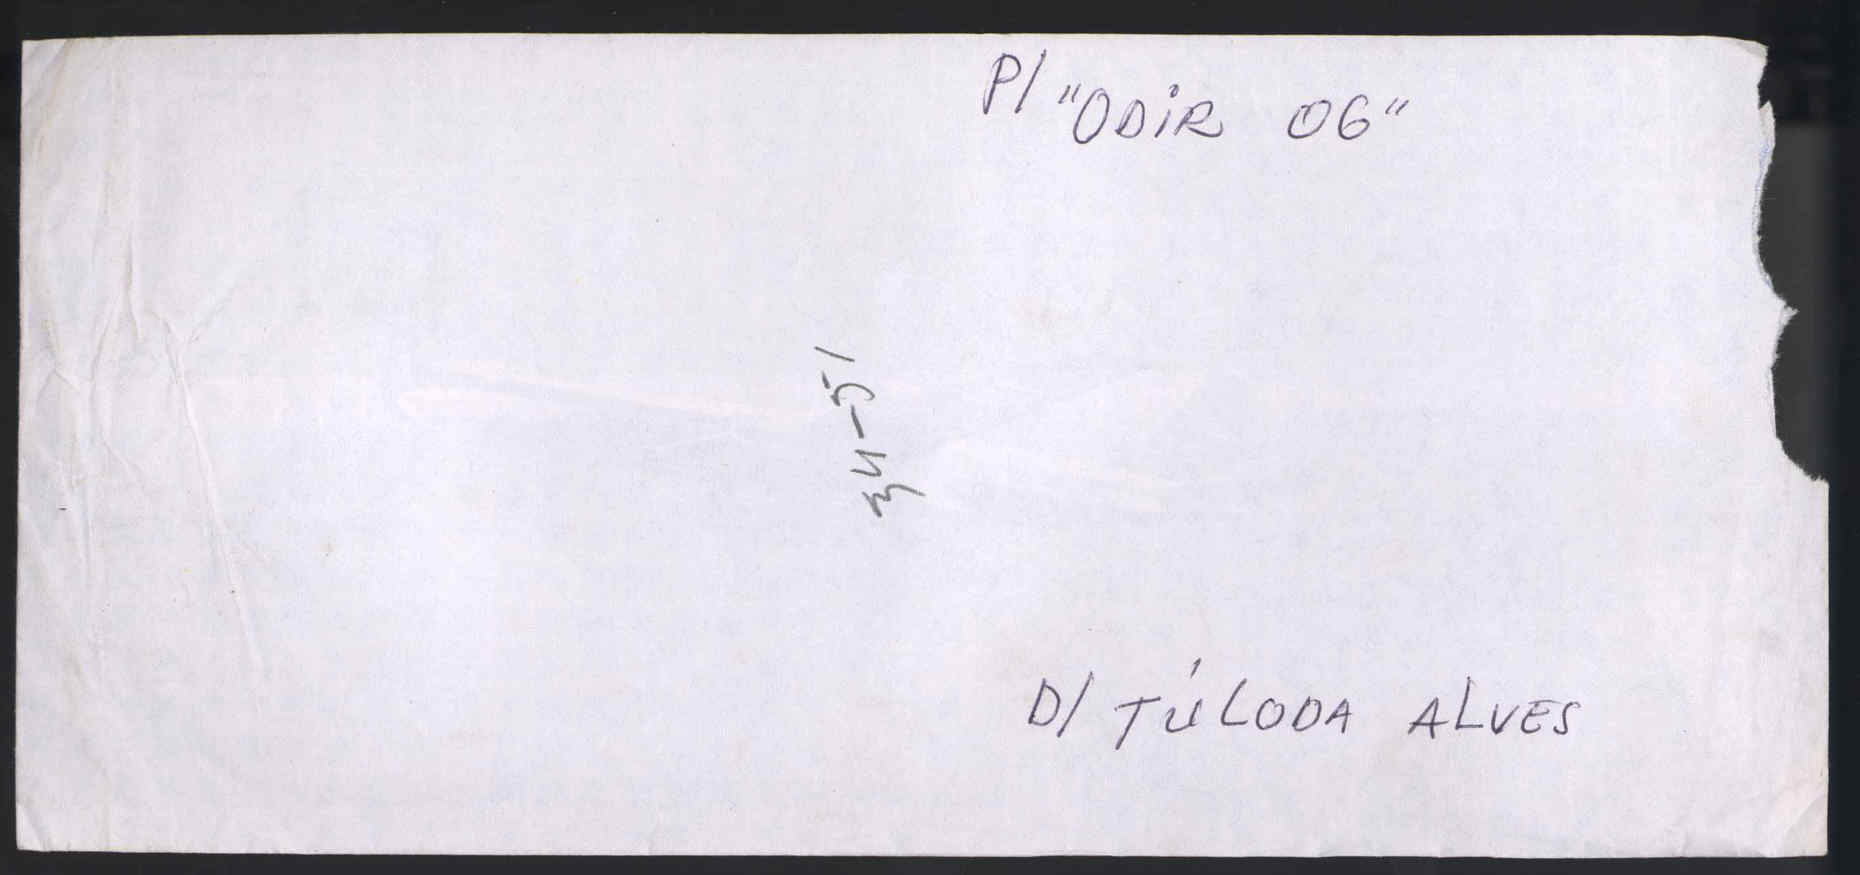 P/ "ODiR OG"
34-51
D/ TÚLODA ALVES